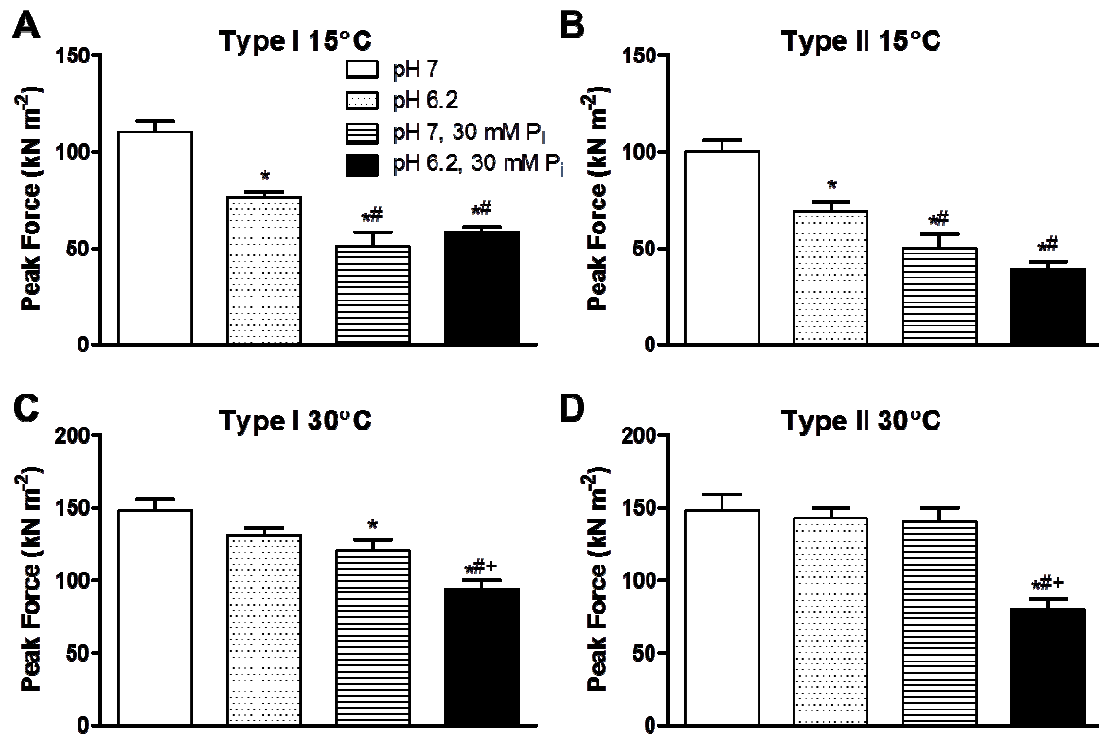 A
Type I 15°C
150
100
50
0
Peak Force (kN m-2)
pH 7
pH 6.2
pH 7, 30 mM Pi
pH 6.2, 30 mM Pi
*
*#
*#
B
Type II 15°C
150
100
50
0
Peak Force (kN m-2)
*
*#
*#
C
Type I 30°C
200
150
100
50
0
Peak Force (kN m-2)
*
*#+
D
Type II 30°C
200
150
100
50
0
Peak Force (kN m-2)
*#+